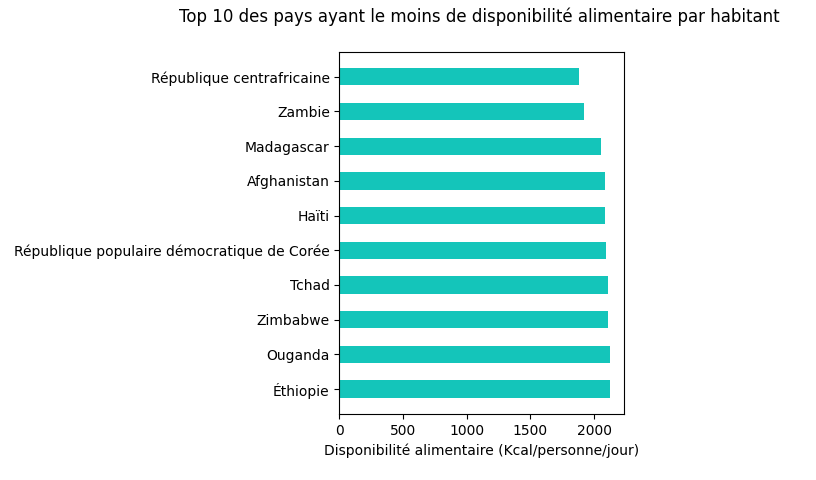 Top 10 des pays ayant le moins de disponibilité alimentaire par habitant
République centrafricaine
Zambie
Madagascar
Afghanistan
Haïti
République populaire démocratique de Corée
Tchad
Zimbabwe
Ouganda
Éthiopie
0 500 1000 1500 2000
Disponibilité alimentaire (Kcal/personne/jour)